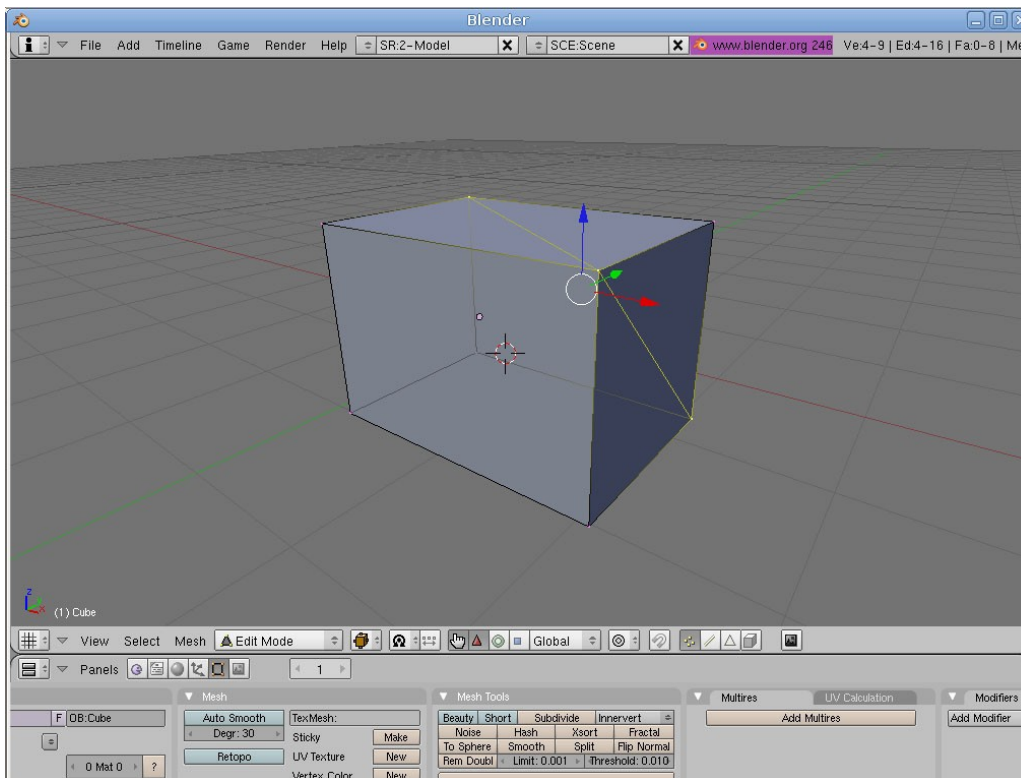 Blender
File Add Timeline Game Render Help SR:2-Model X SCE:Scene X www.blender.org 246 Ve:4-9 | Ed:4-16 | Fa:0-8 | Me
z
x
(1) Cube
View Select Mesh Edit Mode Global
Panels 1
Mesh Mesh Tools Multires UV Calculation Modifiers
F OB:Cube Auto Smooth TexMesh: Beauty Short Subdivide Innervert Add Multires Add Modifier
Degr: 30 Sticky Make Noise Hash Xsort Fractal
Retopo UV Texture New To Sphere Smooth Split Flip Normal
0 Mat 0 ? Vertex Color New Rem Doubl Limit: 0.001 Threshold: 0.010